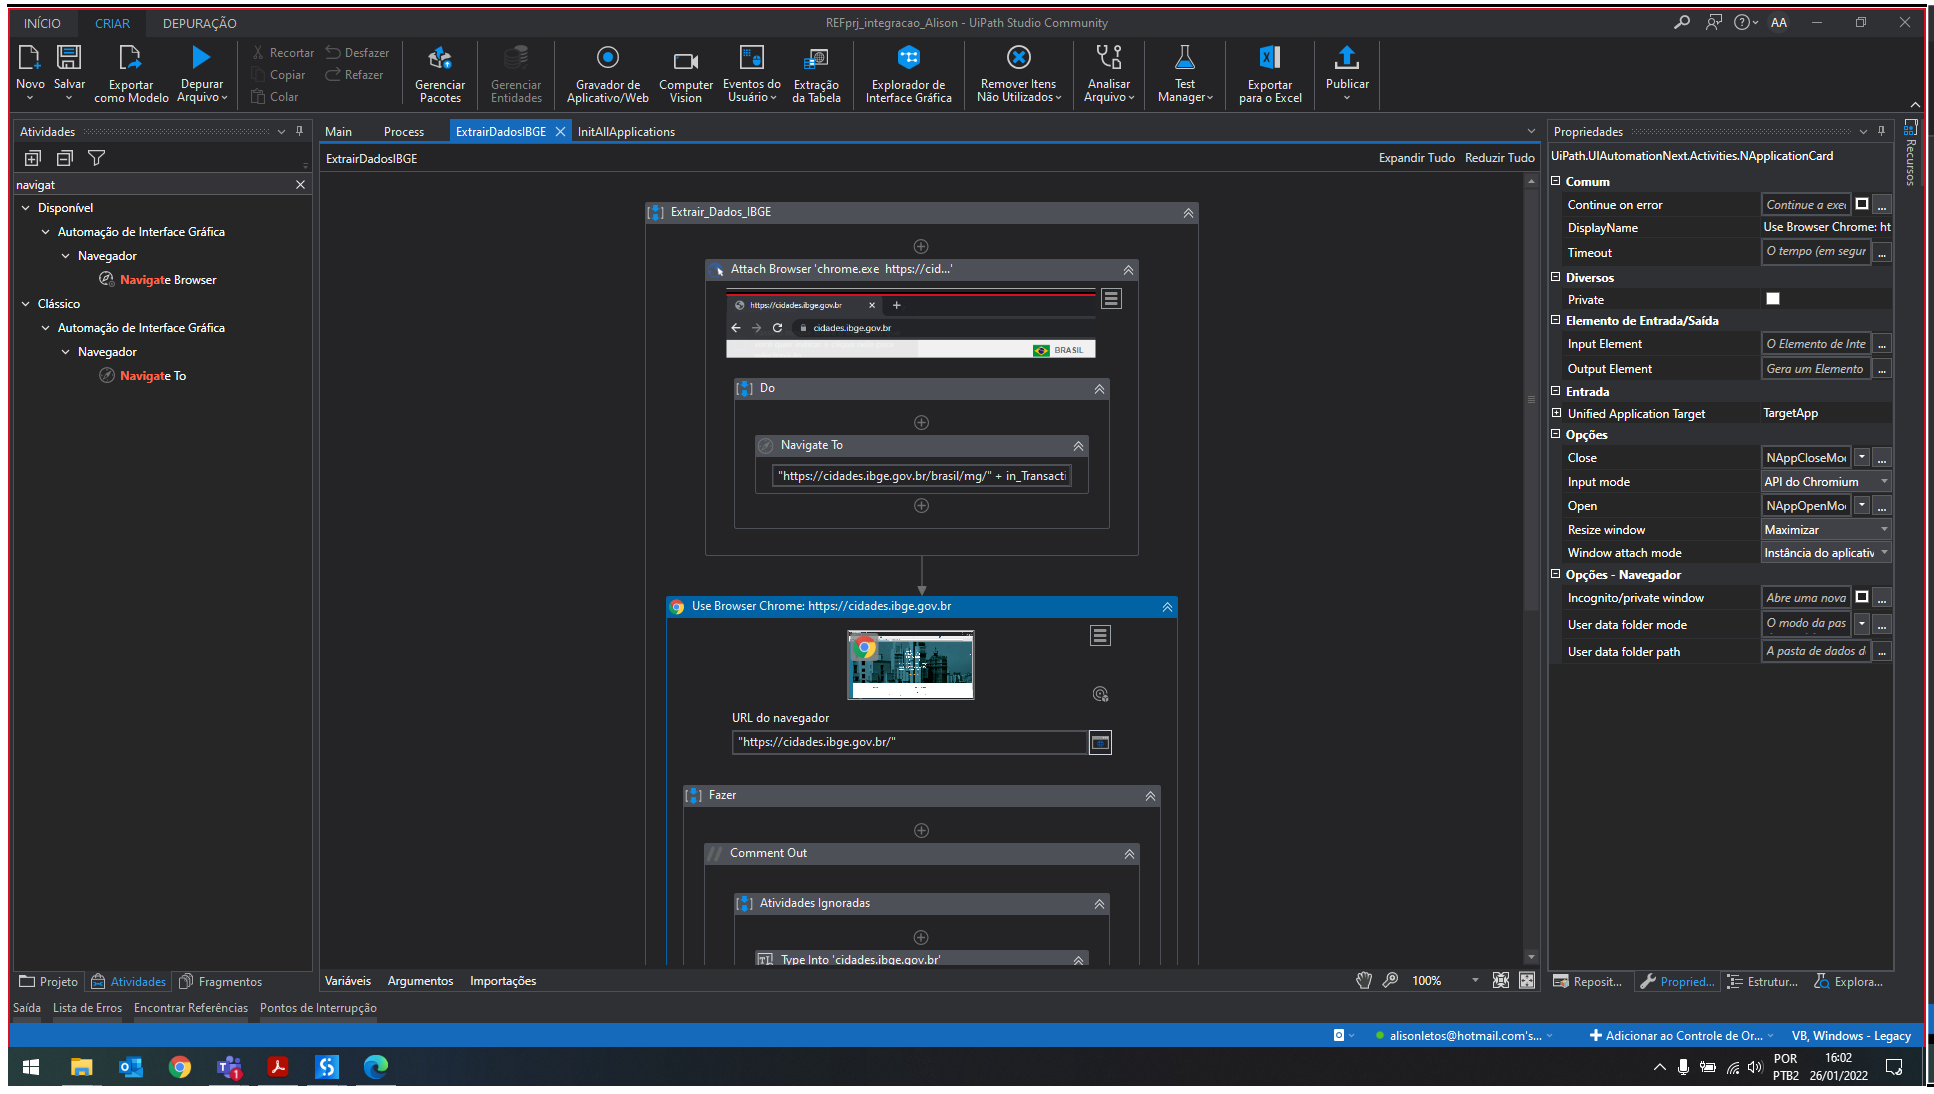 INÍCIO CRIAR DEPURAÇÃO REFprj_integracao_Alison - UiPath Studio Community AA
Novo
Salvar
Exportar
como Modelo
Depurar
Arquivo
Recortar
Copiar
Colar
Desfazer
Refazer
Gerenciar
Pacotes
Gerenciar
Entidades
Gravador de
Aplicativo/Web
Computer
Vision
Eventos do
Usuário
Extração
da Tabela
Explorador de
Interface Gráfica
Remover Itens
Não Utilizados
Analisar
Arquivo
Test
Manager
Exportar
para o Excel
Publicar
Atividades
navigat
Disponível
Automação de Interface Gráfica
Navegador
Navigate Browser
Clássico
Automação de Interface Gráfica
Navegador
Navigate To
Projeto Atividades Fragmentos
Main Process ExtrairDadosIBGE InitAllApplications
ExtrairDadosIBGE Expandir Tudo Reduzir Tudo
Extrair_Dados_IBGE
Attach Browser 'chrome.exe https://cid...'
https://cidades.ibge.gov.br
cidades.ibge.gov.br
BRASIL
Do
Navigate To
"https://cidades.ibge.gov.br/brasil/mg/" + in_Transacti
Use Browser Chrome: https://cidades.ibge.gov.br
URL do navegador
"https://cidades.ibge.gov.br/"
Fazer
Comment Out
Atividades Ignoradas
Type Into 'cidades.ibge.gov.br'
Variáveis Argumentos Importações 100%
Propriedades
UiPath.UIAutomationNext.Activities.NApplicationCard
Comum
Continue on error Continue a exe ...
DisplayName Use Browser Chrome: ht
Timeout O tempo (em segur ...
Diversos
Private
Elemento de Entrada/Saída
Input Element O Elemento de Inte ...
Output Element Gera um Elemento ...
Entrada
Unified Application Target TargetApp
Opções
Close NAppCloseMo ...
Input mode API do Chromium
Open NAppOpenMo ...
Resize window Maximizar
Window attach mode Instância do aplicativ
Opções - Navegador
Incognito/private window Abre uma nova ...
User data folder mode O modo da pas ...
User data folder path A pasta de dados d ...
Reposit... Propried... Estrutur... Explora...
Recursos
Saída Lista de Erros Encontrar Referências Pontos de Interrupção
alisonletos@hotmail.com's... Adicionar ao Controle de Or... VB, Windows - Legacy
1
POR
PTB2
16:02
26/01/2022